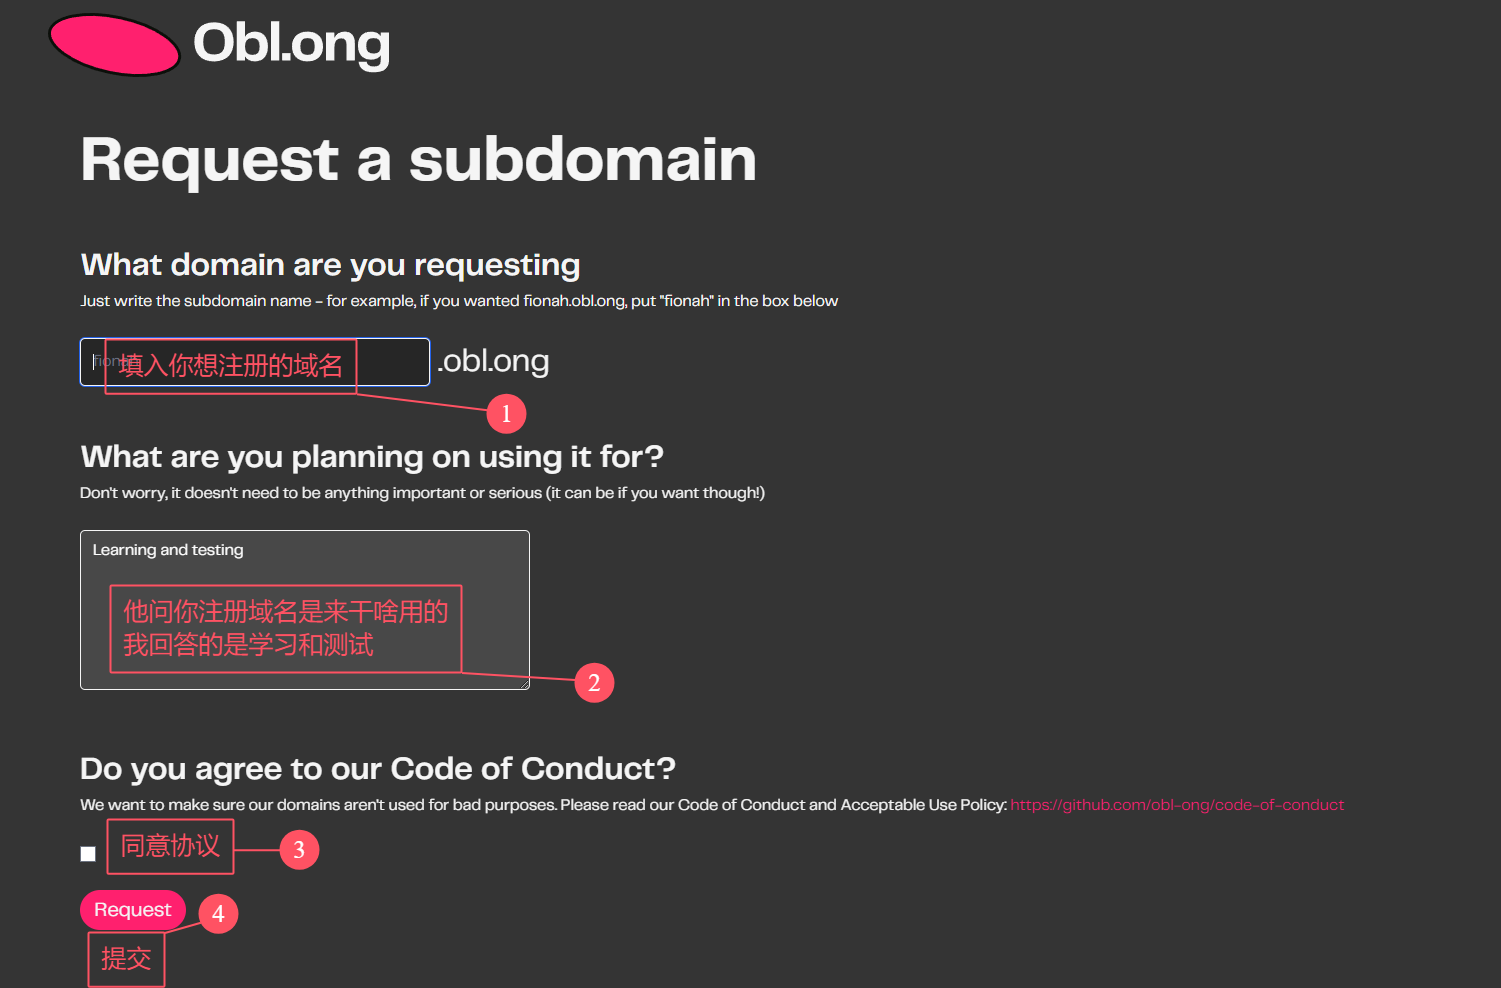 Obl.ong
Request a subdomain
What domain are you requesting
Just write the subdomain name - for example, if you wanted fionah.obl.ong, put "fionah" in the box below
填入你想注册的域名
.obl.ong
1
What are you planning on using it for?
Don't worry, it doesn't need to be anything important or serious (it can be if you want though!)
Learning and testing
他问你注册域名是来干啥用的
我回答的是学习和测试
2
Do you agree to our Code of Conduct?
We want to make sure our domains aren't used for bad purposes. Please read our Code of Conduct and Acceptable Use Policy: https://github.com/obl-ong/code-of-conduct
同意协议
3
Request
4
提交